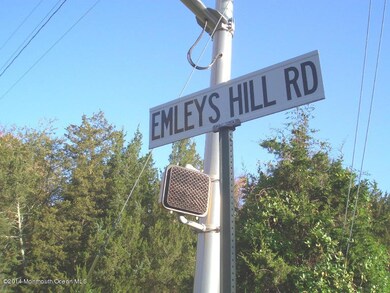 EMLEYS HILL RD
© 2014 Monmouth Ocean MLS